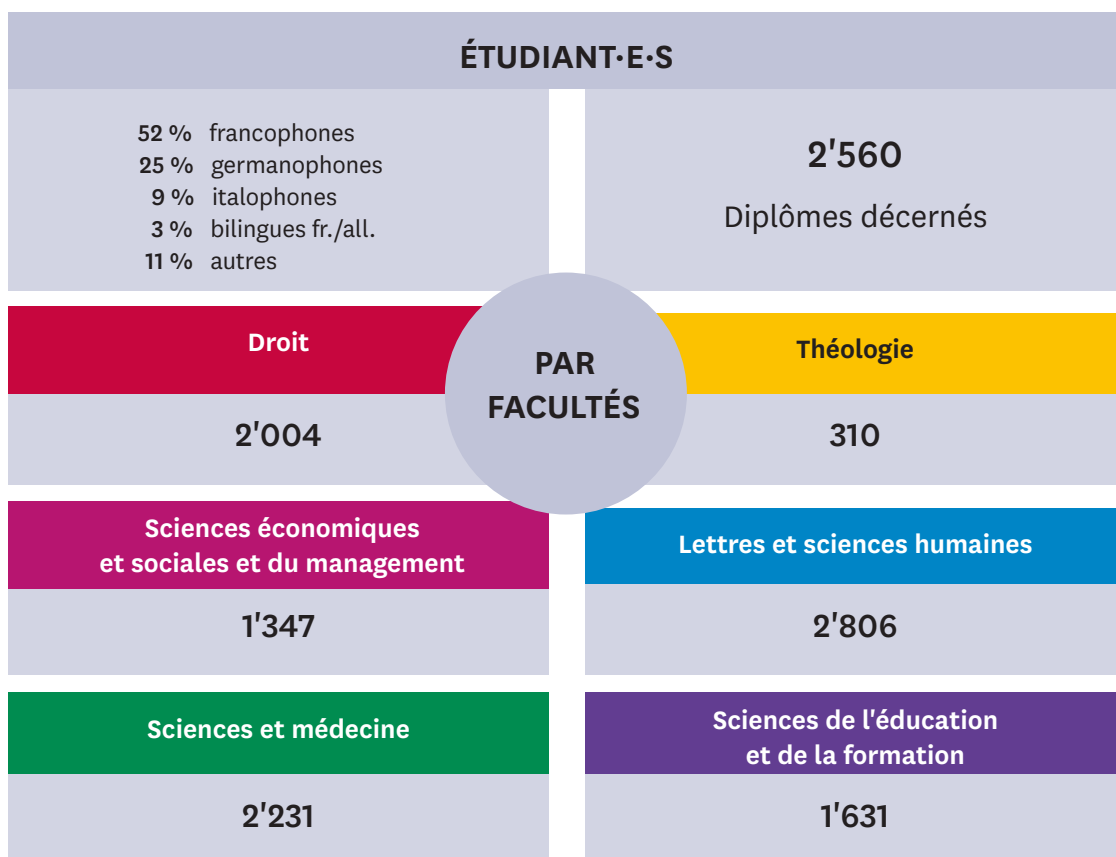 ÉTUDIANT·E·S
52 % francophones
25 % germanophones
9 % italophones
3 % bilingues fr./all.
11 % autres
2'560
Diplômes décernés
PAR
FACULTÉS
Droit
2'004
Théologie
310
Sciences économiques
et sociales et du management
1'347
Lettres et sciences humaines
2'806
Sciences et médecine
2'231
Sciences de l'éducation
et de la formation
1'631